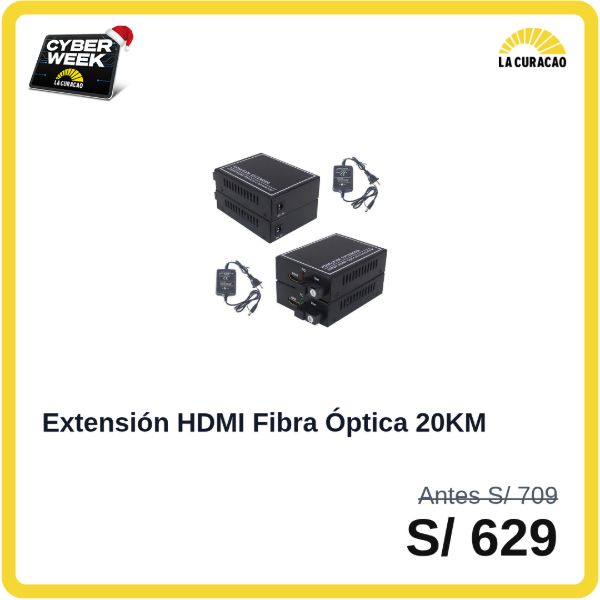 CYBER
WEEK
LA CURACAO
LA CURACAO
Extensión HDMI Fibra Óptica 20KM
Antes S/ 709
S/ 629